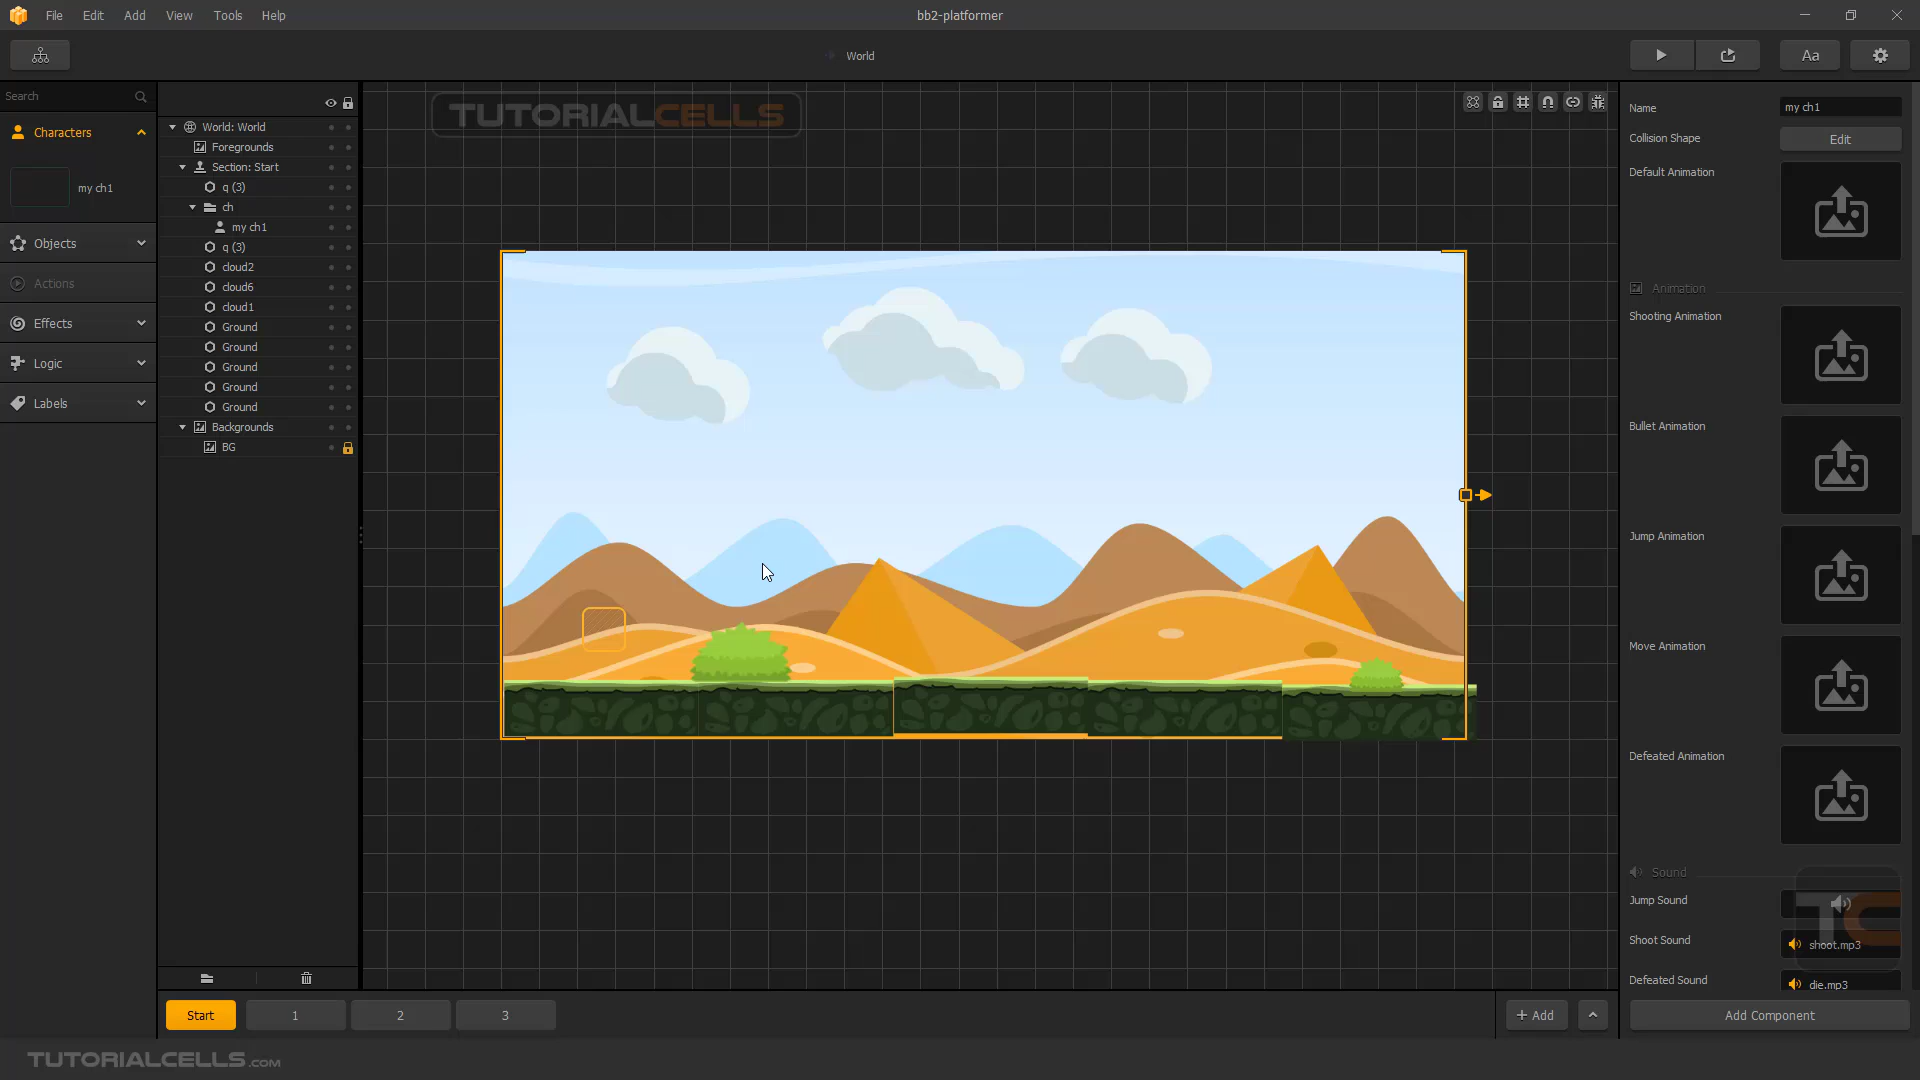 File Edit Add View Tools Help
bb2-platformer
World
Aa
Search
Characters
my ch1
Objects
Actions
Effects
Logic
Labels
World: World
Foregrounds
Section: Start
q (3)
ch
my ch1
q (3)
cloud2
cloud6
cloud1
Ground
Ground
Ground
Ground
Ground
Backgrounds
BG
TUTORIALCELLS
Name my ch1
Collision Shape Edit
Default Animation
Animation
Shooting Animation
Bullet Animation
Jump Animation
Move Animation
Defeated Animation
Sound
Jump Sound
Shoot Sound shoot.mp3
Defeated Sound die.mp3
TC
Start 1 2 3
+ Add
Add Component
TUTORIALCELLS.COM